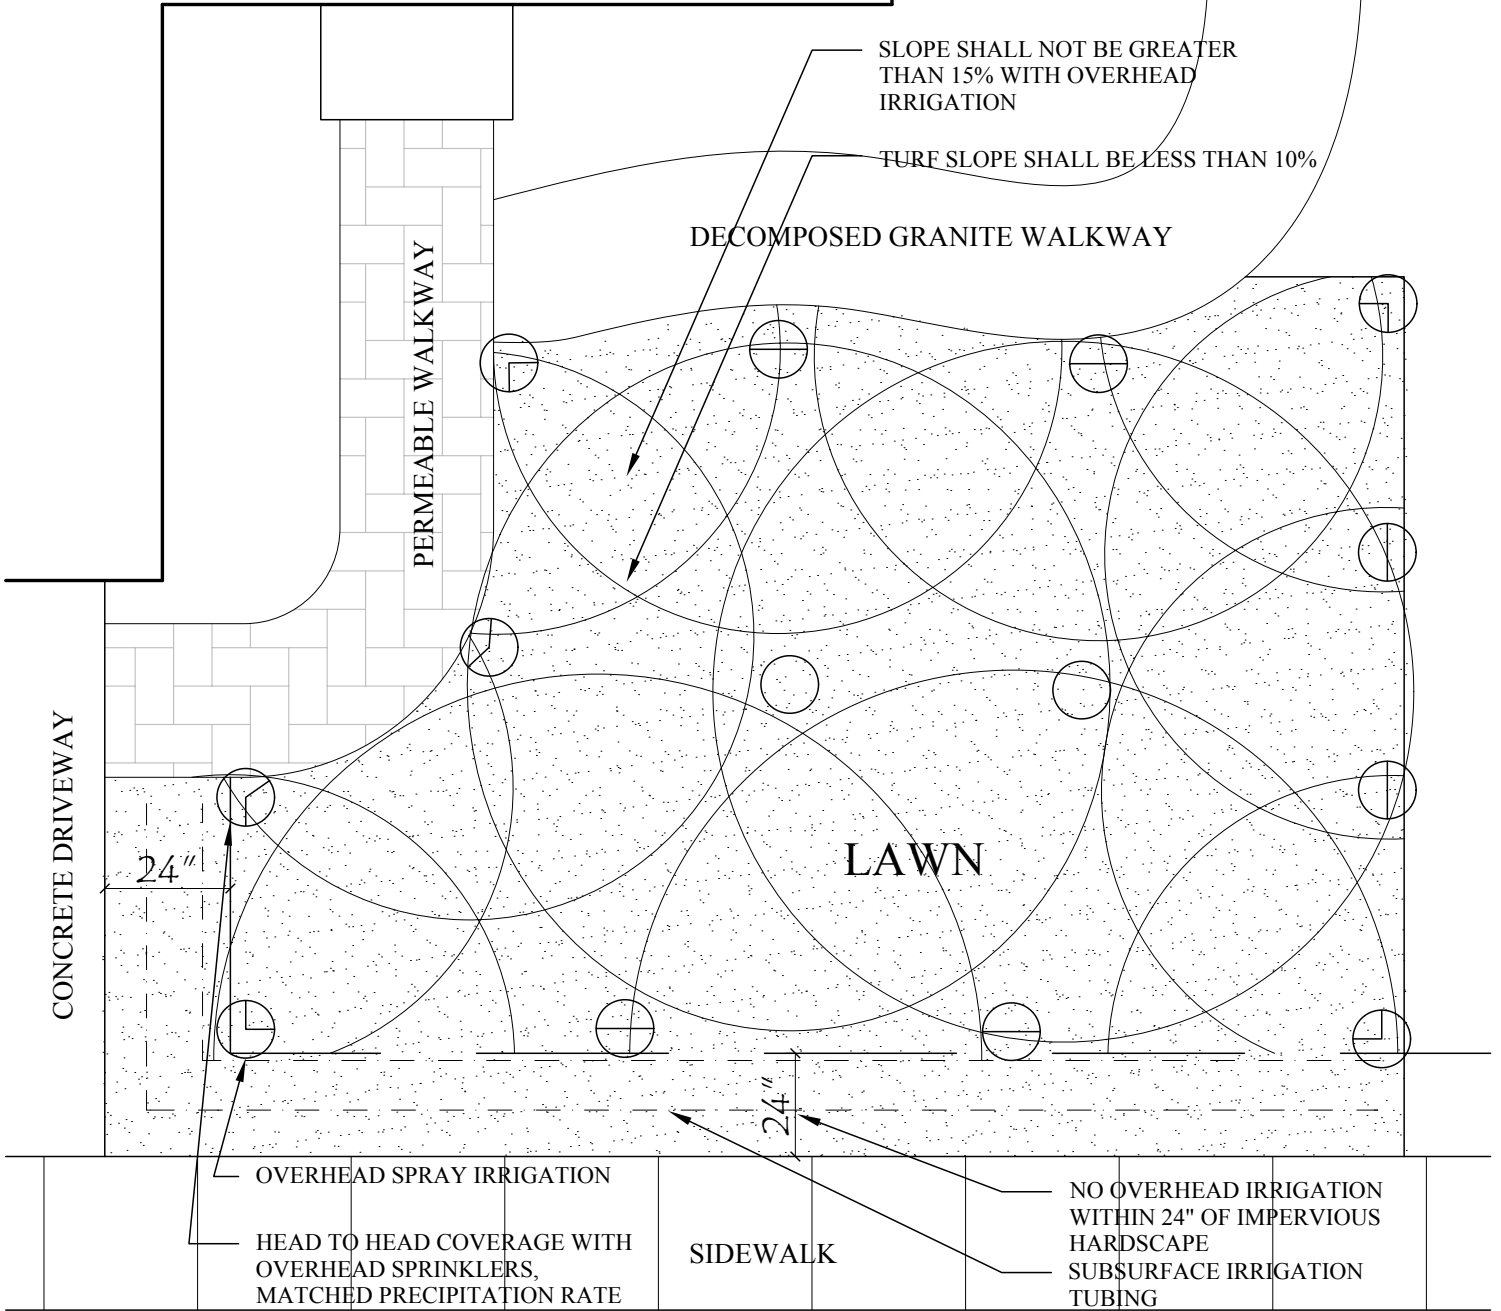 SLOPE SHALL NOT BE GREATER
THAN 15% WITH OVERHEAD
IRRIGATION
TURF SLOPE SHALL BE LESS THAN 10%
DECOMPOSED GRANITE WALKWAY
PERMEABLE WALKWAY
CONCRETE DRIVEWAY
24"
LAWN
24"
OVERHEAD SPRAY IRRIGATION
HEAD TO HEAD COVERAGE WITH
OVERHEAD SPRINKLERS,
MATCHED PRECIPITATION RATE
SIDEWALK
NO OVERHEAD IRRIGATION
WITHIN 24" OF IMPERVIOUS
HARDSCAPE
SUBSURFACE IRRIGATION
TUBING